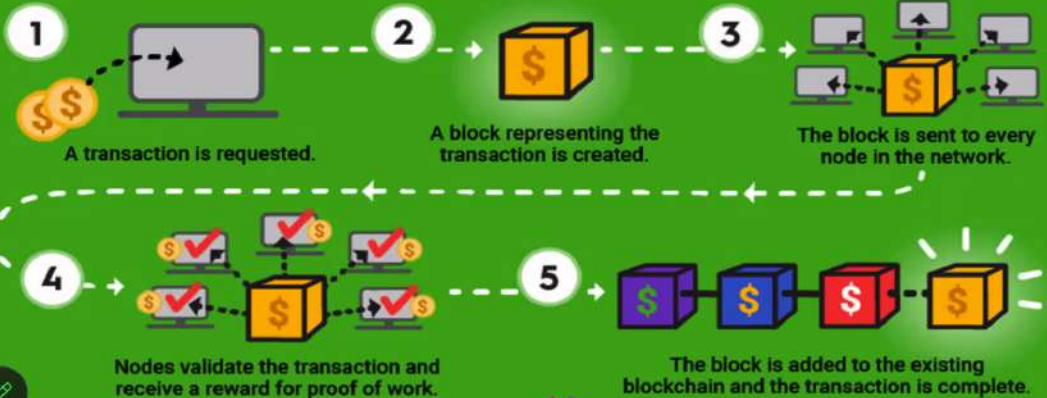 1
2
3
$
$
$
$
A transaction is requested.
A block representing the
transaction is created.
The block is sent to every
node in the network.
4
5
$
$
$
$
$
$
$
$
$
Nodes validate the transaction and
receive a reward for proof of work.
The block is added to the existing
blockchain and the transaction is complete.